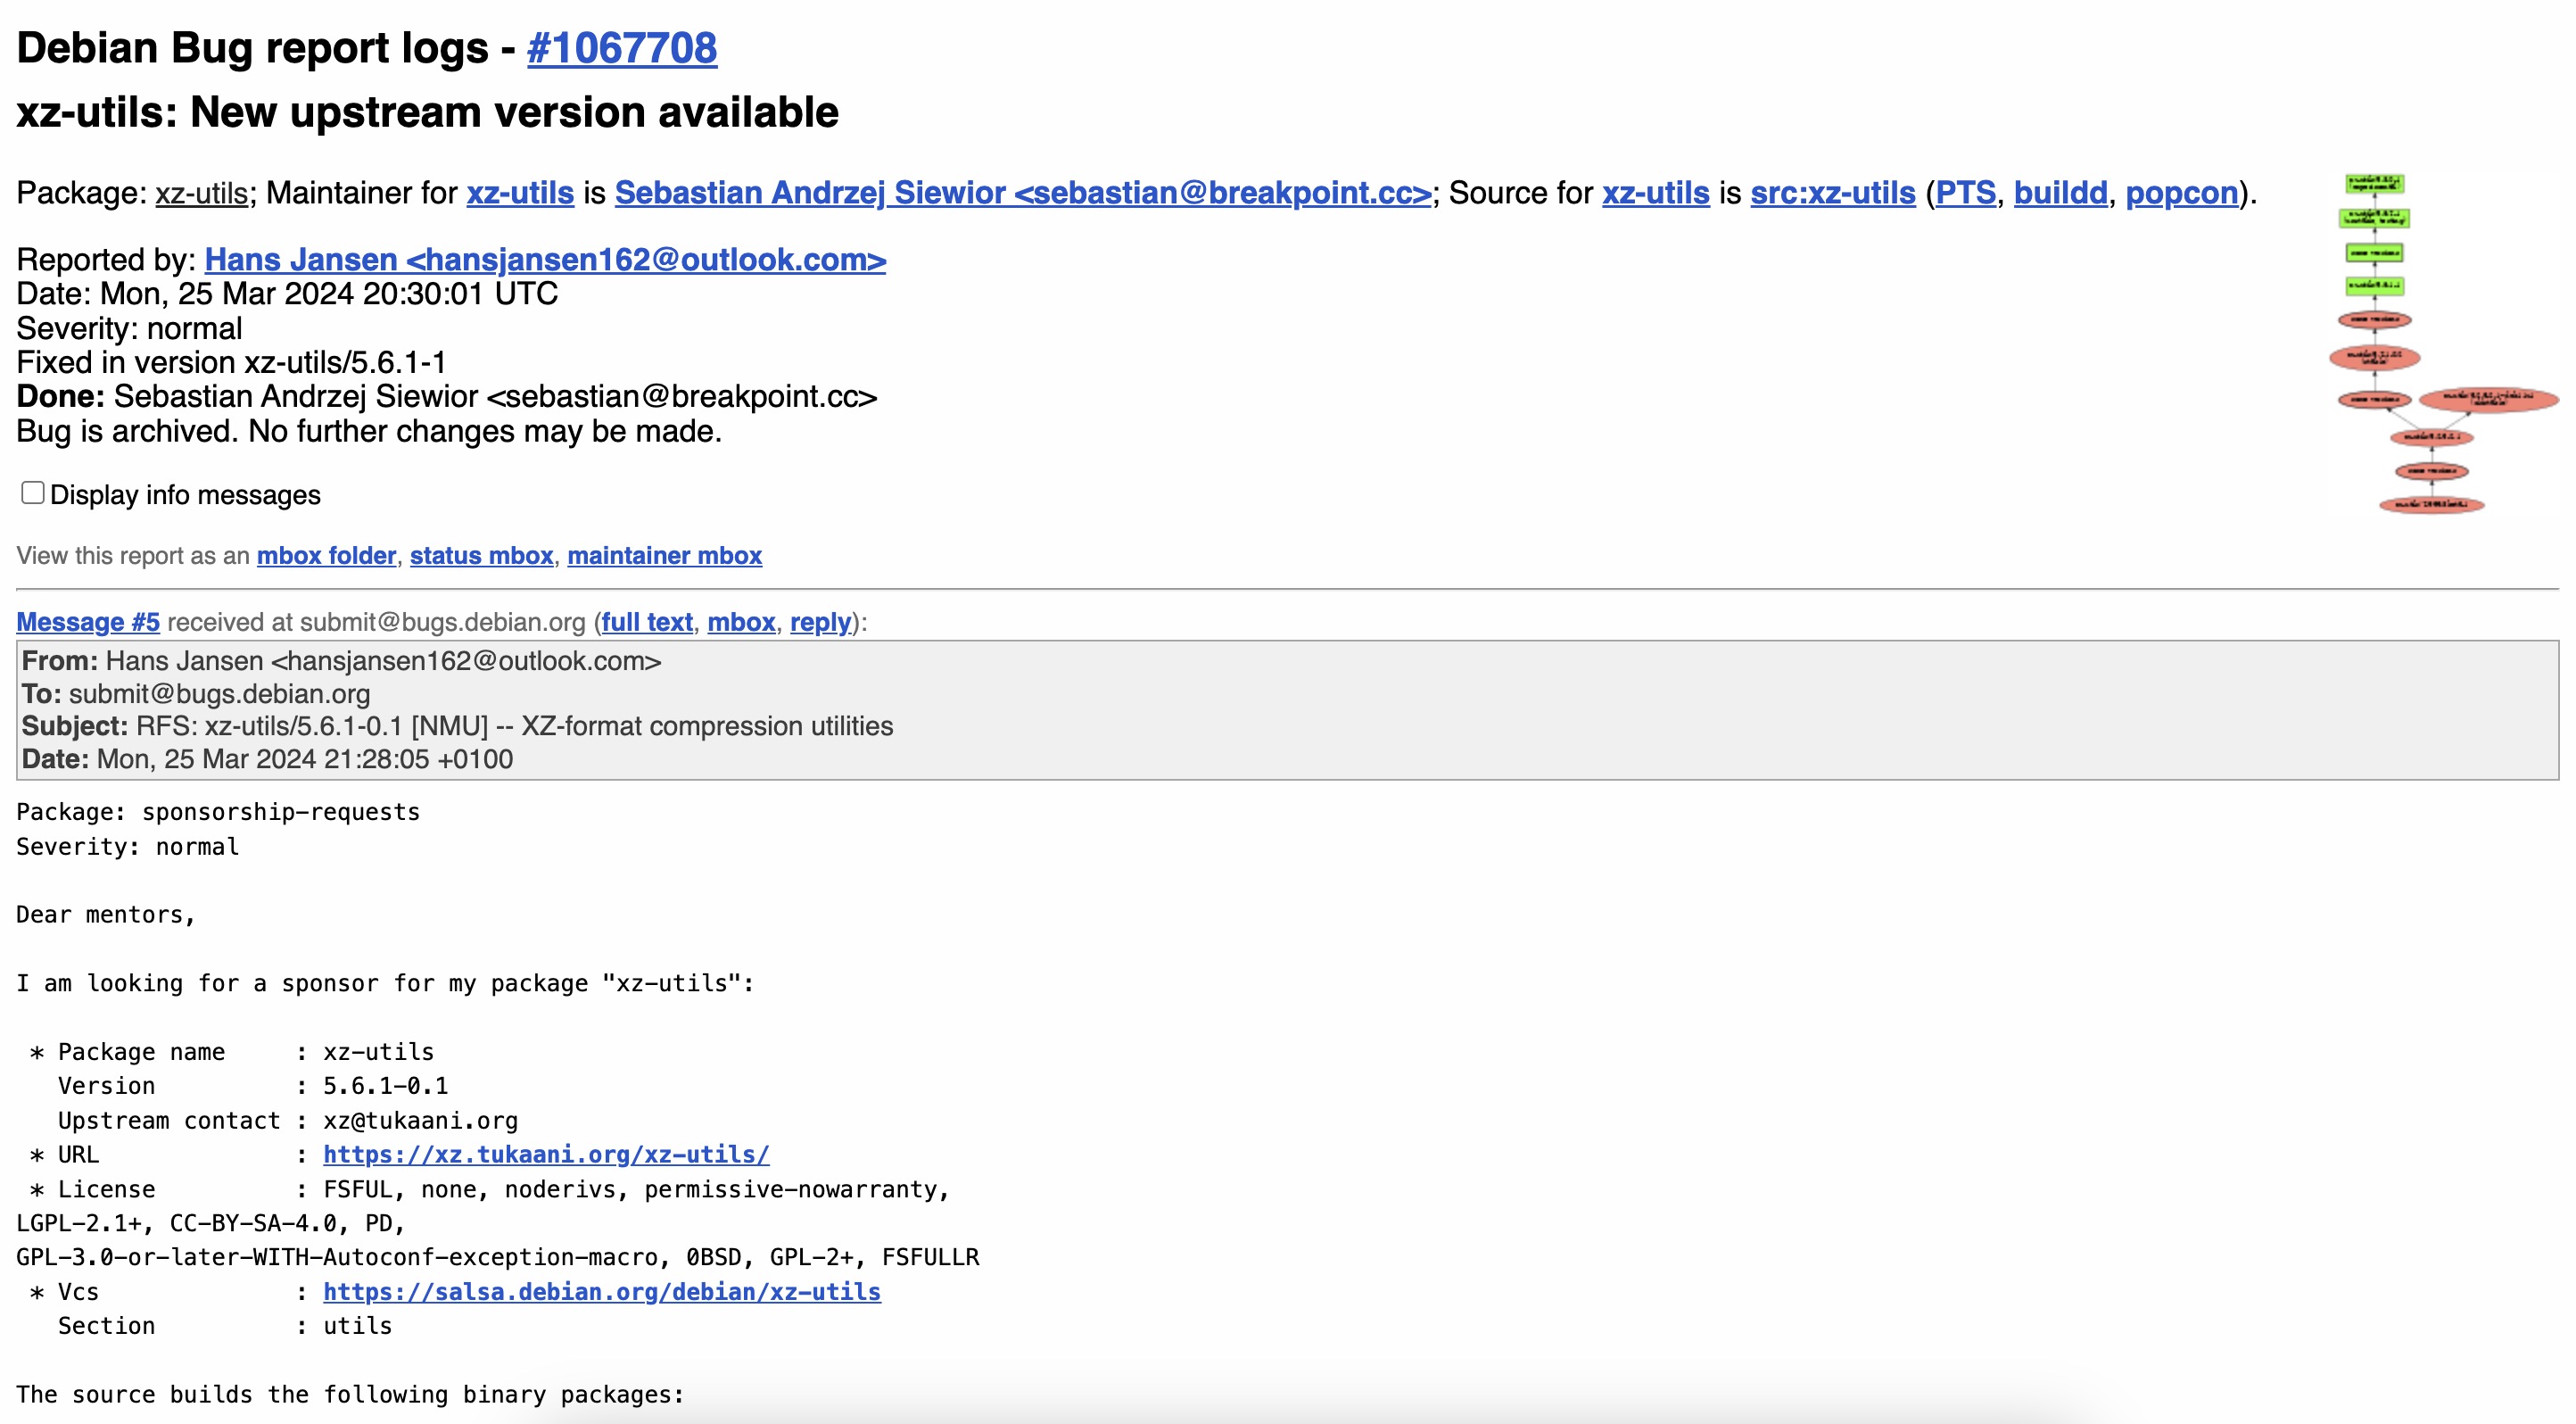 Debian Bug report logs - #1067708
xz-utils: New upstream version available
Package: xz-utils; Maintainer for xz-utils is Sebastian Andrzej Siewior <sebastian@breakpoint.cc>; Source for xz-utils is src:xz-utils (PTS, buildd, popcon).
Reported by: Hans Jansen <hansjansen162@outlook.com>
Date: Mon, 25 Mar 2024 20:30:01 UTC
Severity: normal
Fixed in version xz-utils/5.6.1-1
Done: Sebastian Andrzej Siewior <sebastian@breakpoint.cc>
Bug is archived. No further changes may be made.
Display info messages
View this report as an mbox folder, status mbox, maintainer mbox
Message #5 received at submit@bugs.debian.org (full text, mbox, reply):
From: Hans Jansen <hansjansen162@outlook.com>
To: submit@bugs.debian.org
Subject: RFS: xz-utils/5.6.1-0.1 [NMU] -- XZ-format compression utilities
Date: Mon, 25 Mar 2024 21:28:05 +0100
Package: sponsorship-requests
Severity: normal
Dear mentors,
I am looking for a sponsor for my package "xz-utils":
* Package name     : xz-utils
Version          : 5.6.1-0.1
Upstream contact : xz@tukaani.org
* URL              : https://xz.tukaani.org/xz-utils/
* License          : FSFUL, none, noderivs, permissive-nowarranty,
LGPL-2.1+, CC-BY-SA-4.0, PD,
GPL-3.0-or-later-WITH-Autoconf-exception-macro, 0BSD, GPL-2+, FSFULLR
* Vcs              : https://salsa.debian.org/debian/xz-utils
Section          : utils
The source builds the following binary packages: